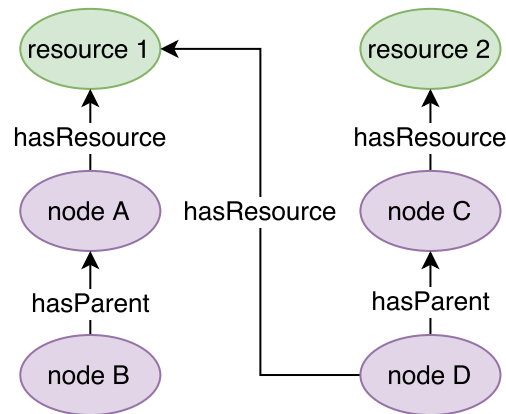 resource 1
resource 2
hasResource
hasResource
node A
hasResource
node C
hasParent
hasParent
node B
node D